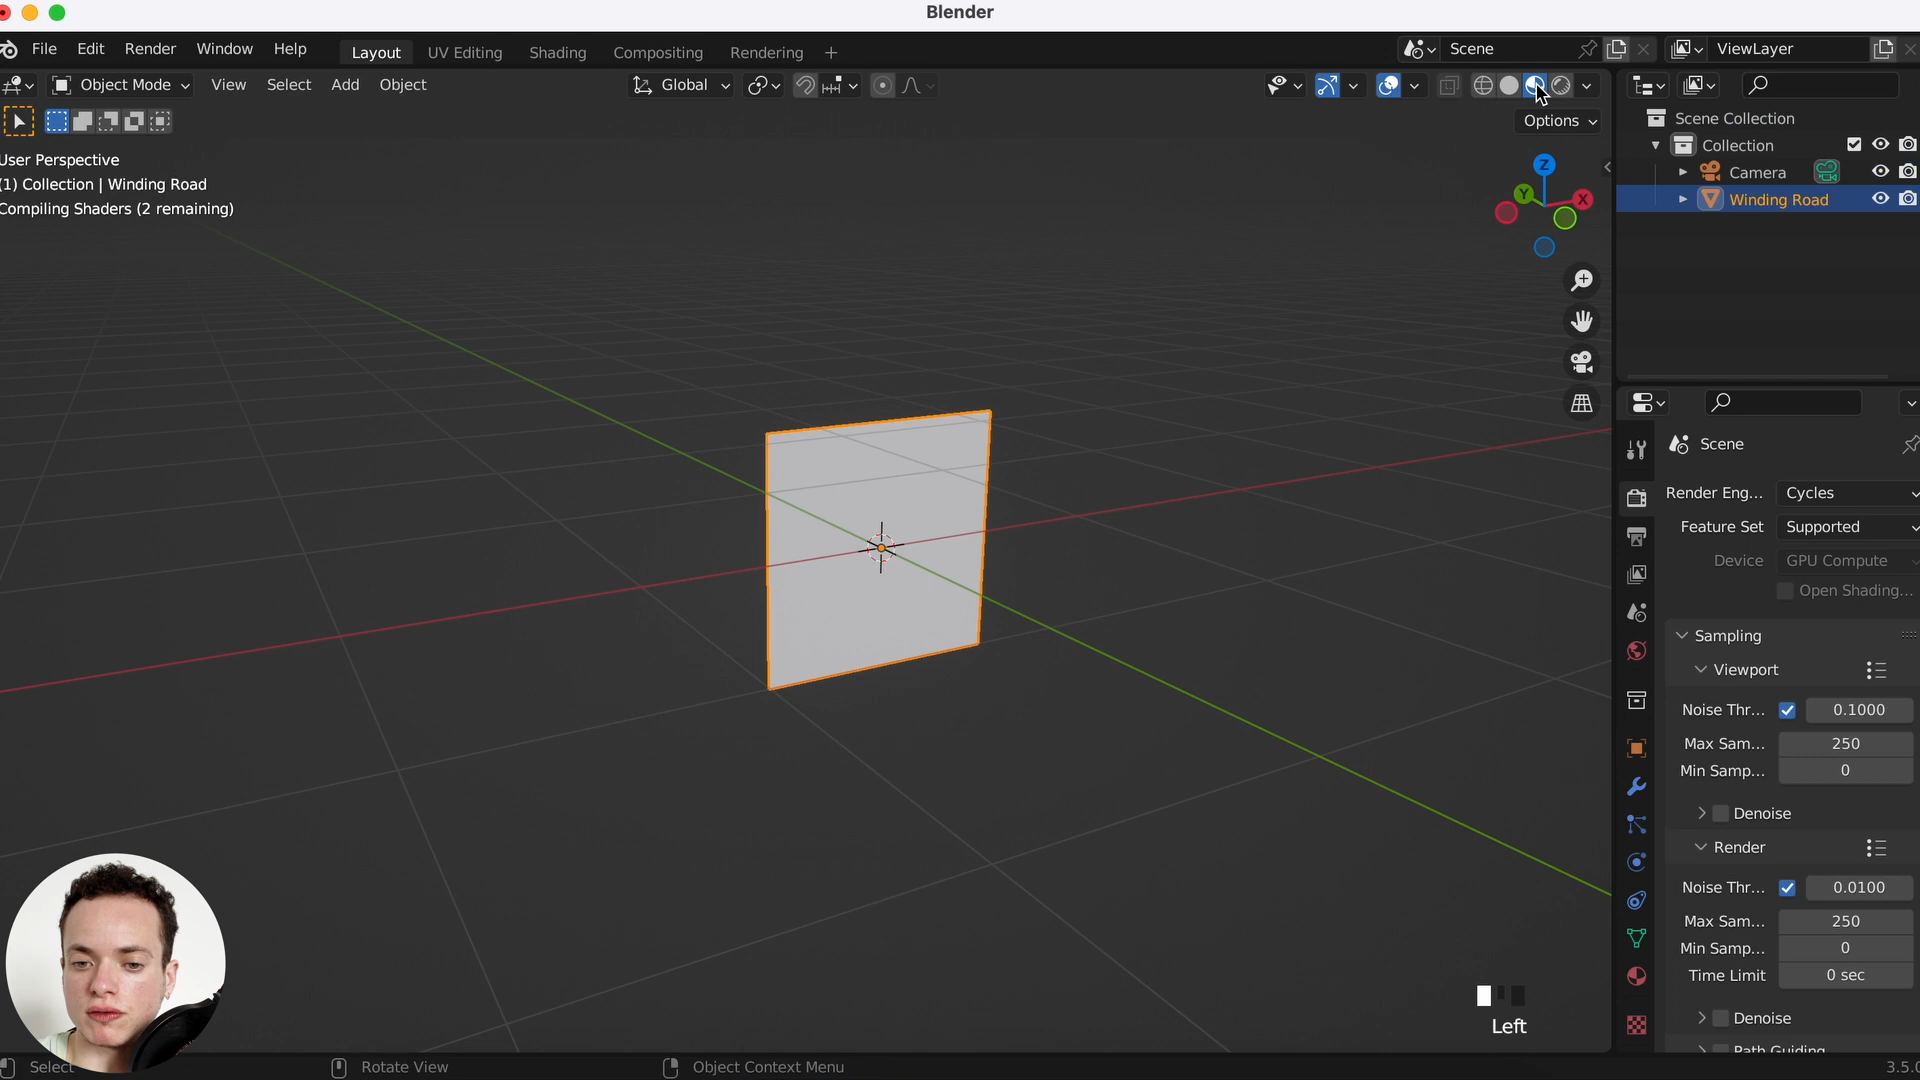 Blender
File Edit Render Window Help Layout UV Editing Shading Compositing Rendering + Scene ViewLayer
Object Mode View Select Add Object Global
Options
User Perspective
(1) Collection | Winding Road
Compiling Shaders (2 remaining)
Z
Y
X
Scene Collection
Collection
Camera
Winding Road
Scene
Render Eng... Cycles
Feature Set Supported
Device GPU Compute
Open Shading...
Sampling
Viewport
Noise Thr... 0.1000
Max Sam... 250
Min Samp... 0
Denoise
Render
Noise Thr... 0.0100
Max Sam... 250
Min Samp... 0
Time Limit 0 sec
Denoise
Path Guiding
Left
Select Rotate View Object Context Menu 3.5.0